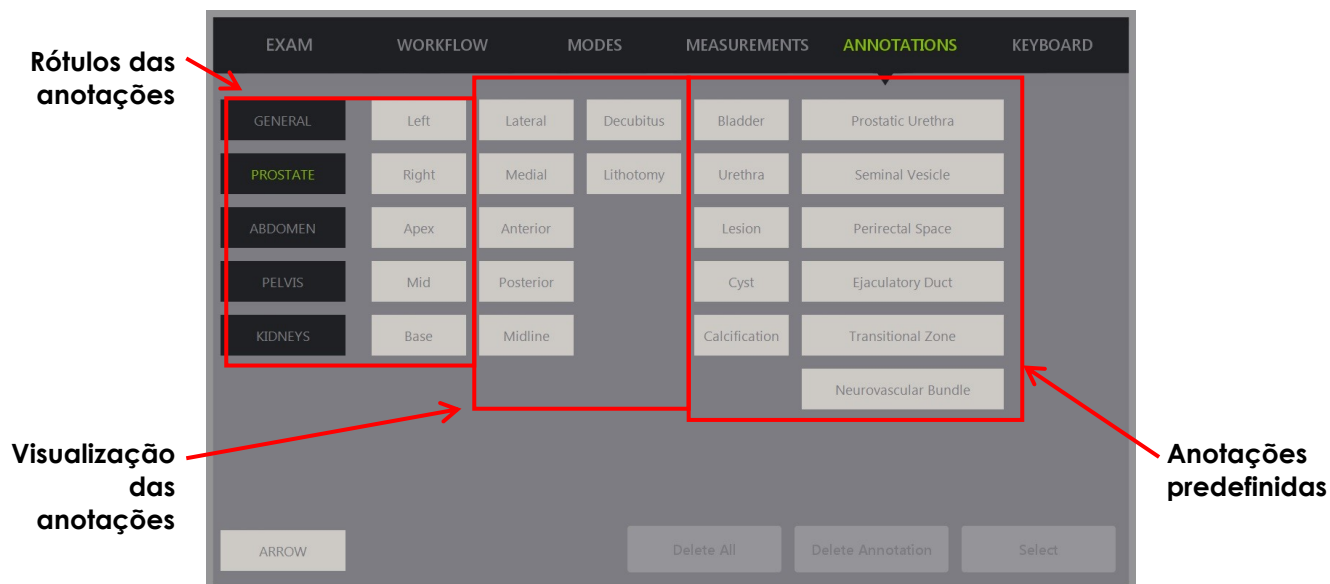 EXAM WORKFLOW MODES MEASUREMENTS ANNOTATIONS KEYBOARD
Rótulos das
anotações
GENERAL Left Lateral Decubitus Bladder Prostatic Urethra
PROSTATE Right Medial Lithotomy Urethra Seminal Vesicle
ABDOMEN Apex Anterior Lesion Perirectal Space
PELVIS Mid Posterior Cyst Ejaculatory Duct
KIDNEYS Base Midline Calcification Transitional Zone
Neurovascular Bundle
Visualização
das
anotações
Anotações
predefinidas
ARROW Delete All Delete Annotation Select